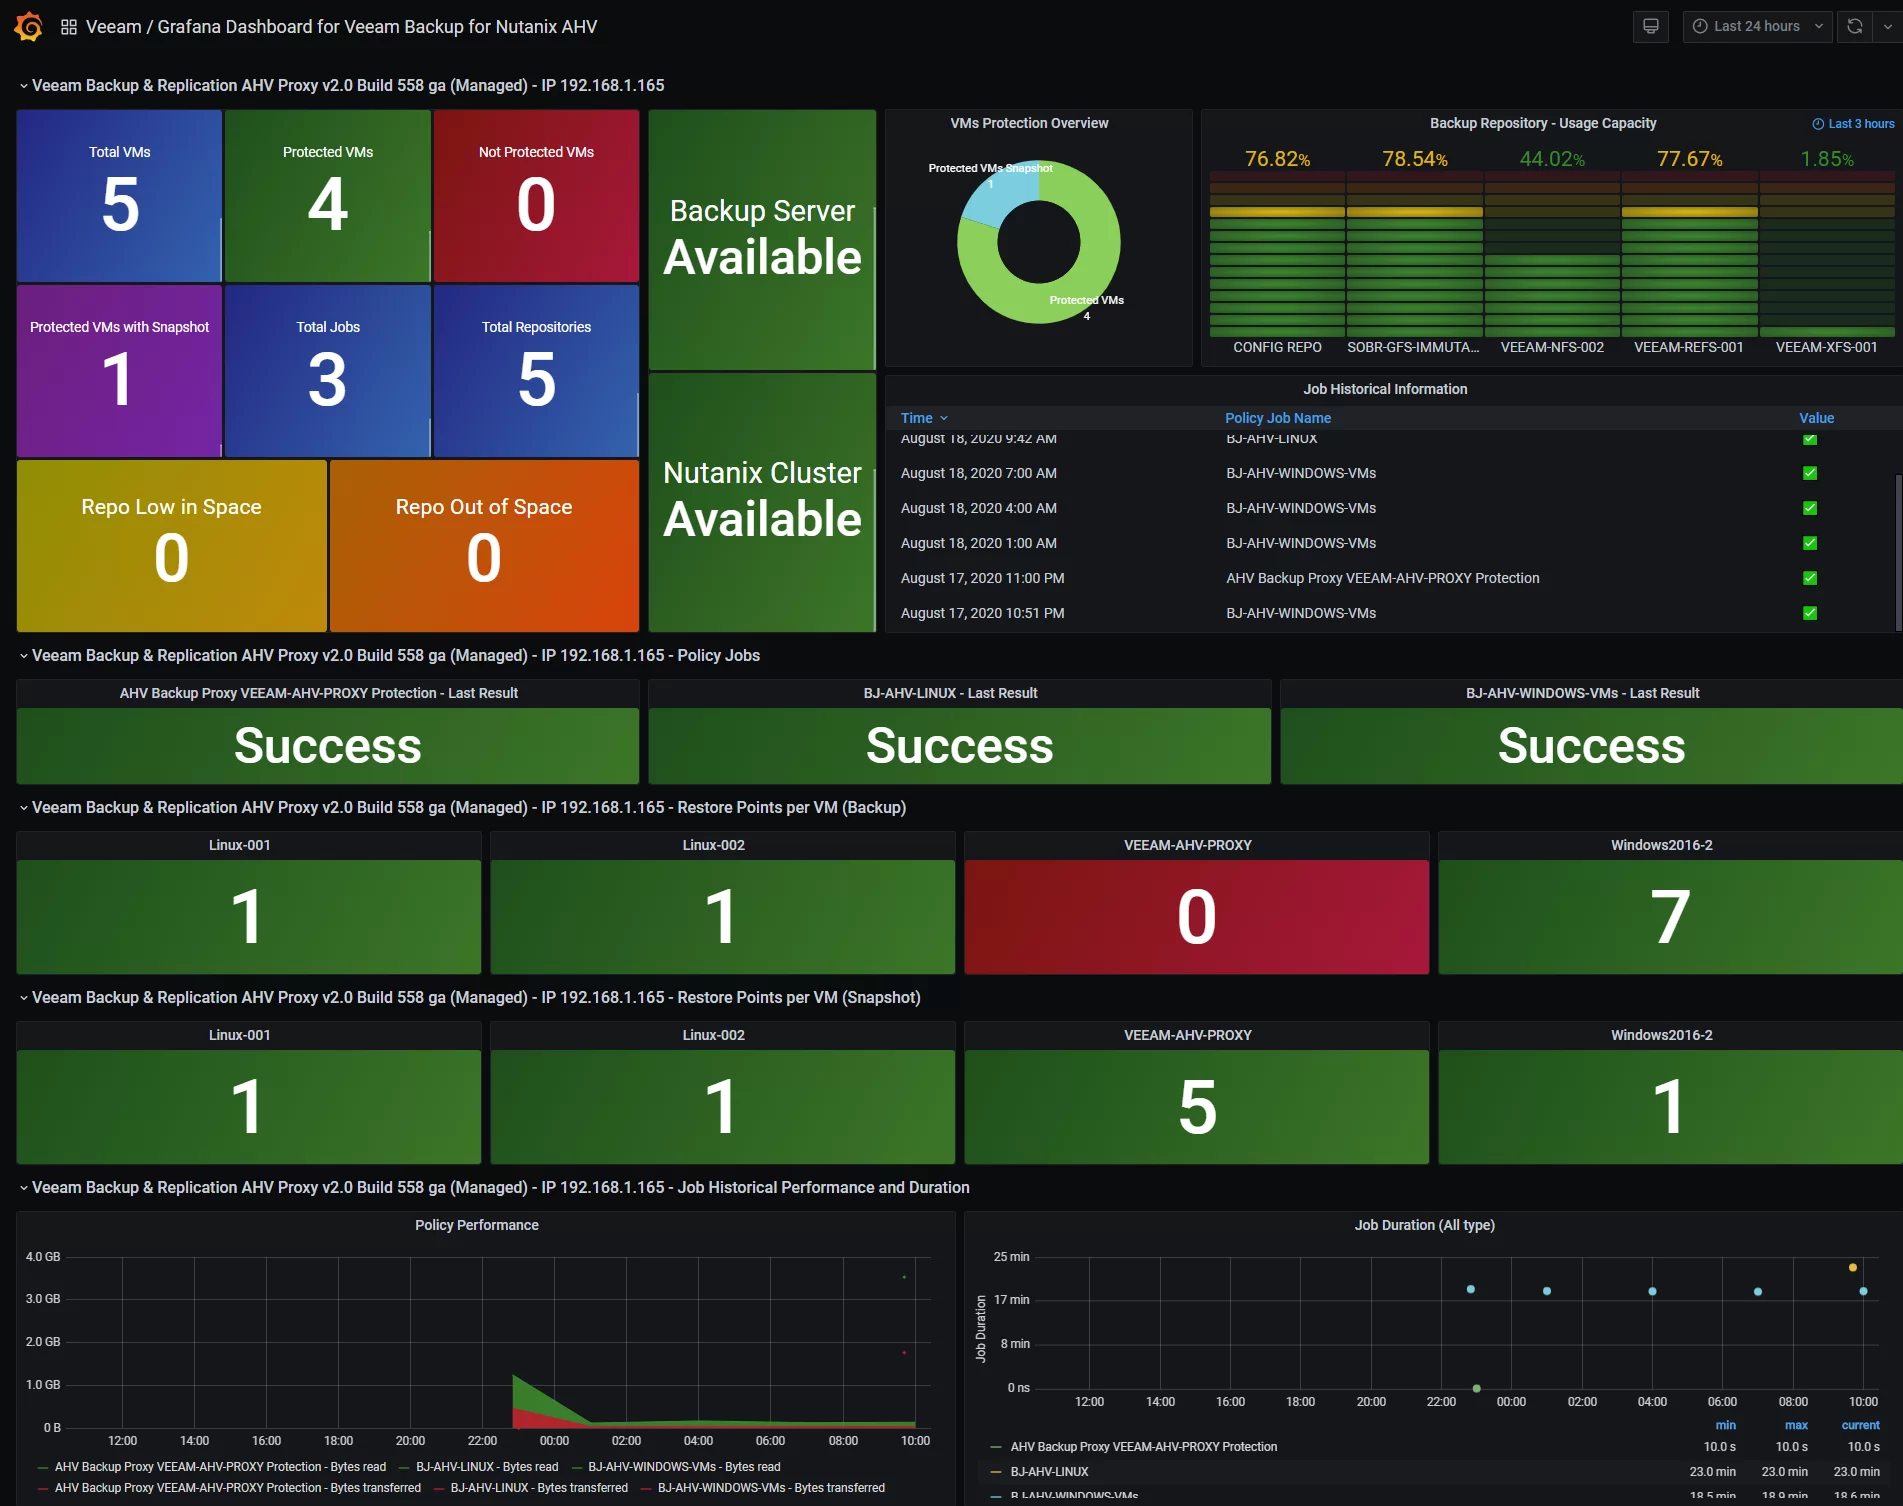 Veeam / Grafana Dashboard for Veeam Backup for Nutanix AHV
Last 24 hours
Veeam Backup & Replication AHV Proxy v2.0 Build 558 ga (Managed) - IP 192.168.1.165
Total VMs
5
Protected VMs
4
Not Protected VMs
0
Protected VMs with Snapshot
1
Total Jobs
3
Total Repositories
5
Repo Low in Space
0
Repo Out of Space
0
Backup Server
Available
Nutanix Cluster
Available
VMs Protection Overview
Protected VMs Snapshot
1
Protected VMs
4
Backup Repository - Usage Capacity
Last 3 hours
76.82% 78.54% 44.02% 77.67% 1.85%
CONFIG REPO SOBR-GFS-IMMUTA... VEEAM-NFS-002 VEEAM-REFS-001 VEEAM-XFS-001
Job Historical Information
Time Policy Job Name Value
August 18, 2020 9:42 AM BJ-AHV-LINUX
August 18, 2020 7:00 AM BJ-AHV-WINDOWS-VMs
August 18, 2020 4:00 AM BJ-AHV-WINDOWS-VMs
August 18, 2020 1:00 AM BJ-AHV-WINDOWS-VMs
August 17, 2020 11:00 PM AHV Backup Proxy VEEAM-AHV-PROXY Protection
August 17, 2020 10:51 PM BJ-AHV-WINDOWS-VMs
Veeam Backup & Replication AHV Proxy v2.0 Build 558 ga (Managed) - IP 192.168.1.165 - Policy Jobs
AHV Backup Proxy VEEAM-AHV-PROXY Protection - Last Result
Success
BJ-AHV-LINUX - Last Result
Success
BJ-AHV-WINDOWS-VMs - Last Result
Success
Veeam Backup & Replication AHV Proxy v2.0 Build 558 ga (Managed) - IP 192.168.1.165 - Restore Points per VM (Backup)
Linux-001
1
Linux-002
1
VEEAM-AHV-PROXY
0
Windows2016-2
7
Veeam Backup & Replication AHV Proxy v2.0 Build 558 ga (Managed) - IP 192.168.1.165 - Restore Points per VM (Snapshot)
Linux-001
1
Linux-002
1
VEEAM-AHV-PROXY
5
Windows2016-2
1
Veeam Backup & Replication AHV Proxy v2.0 Build 558 ga (Managed) - IP 192.168.1.165 - Job Historical Performance and Duration
Policy Performance
4.0 GB
3.0 GB
2.0 GB
1.0 GB
0 B
12:00 14:00 16:00 18:00 20:00 22:00 00:00 02:00 04:00 06:00 08:00 10:00
AHV Backup Proxy VEEAM-AHV-PROXY Protection - Bytes read BJ-AHV-LINUX - Bytes read BJ-AHV-WINDOWS-VMs - Bytes read
AHV Backup Proxy VEEAM-AHV-PROXY Protection - Bytes transferred BJ-AHV-LINUX - Bytes transferred BJ-AHV-WINDOWS-VMs - Bytes transferred
Job Duration (All type)
Job Duration
25 min
17 min
8 min
0 ns
12:00 14:00 16:00 18:00 20:00 22:00 00:00 02:00 04:00 06:00 08:00 10:00
min max current
AHV Backup Proxy VEEAM-AHV-PROXY Protection 10.0 s 10.0 s 10.0 s
BJ-AHV-LINUX 23.0 min 23.0 min 23.0 min
BJ-AHV-WINDOWS-VMs 18.5 min 18.9 min 18.6 min